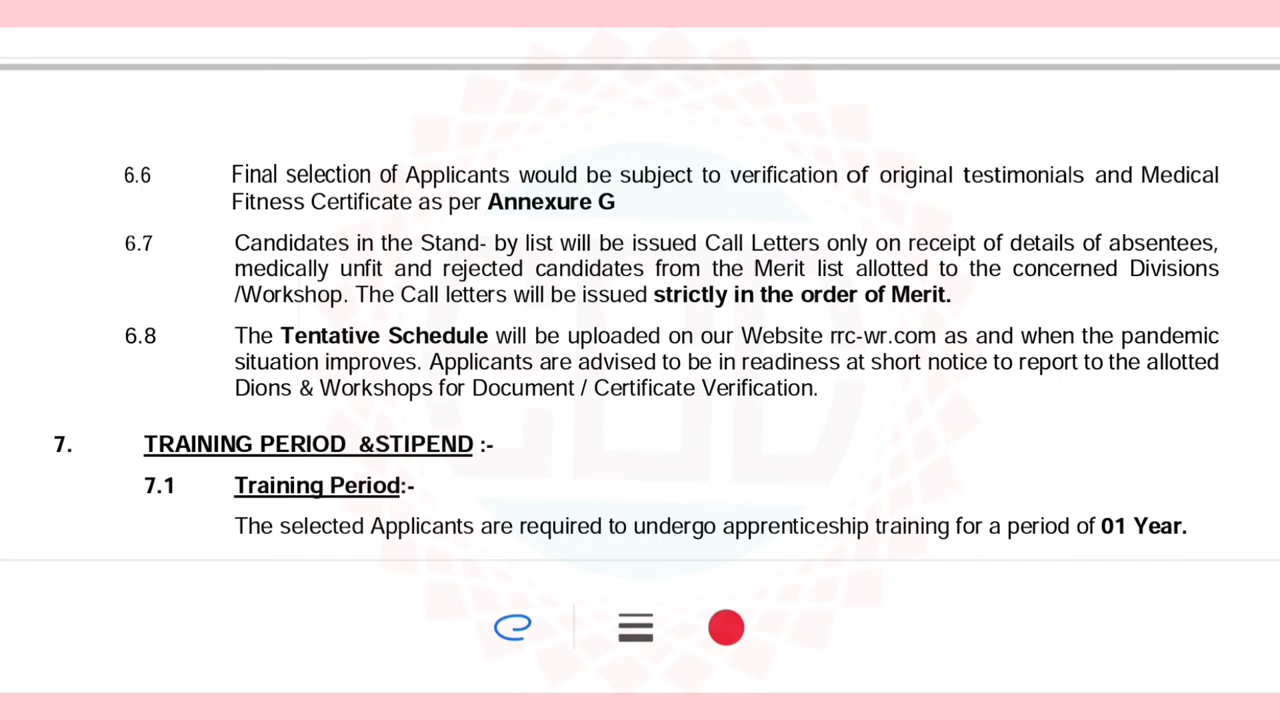 6.6 Final selection of Applicants would be subject to verification of original testimonials and Medical
Fitness Certificate as per Annexure G
6.7 Candidates in the Stand- by list will be issued Call Letters only on receipt of details of absentees,
medically unfit and rejected candidates from the Merit list allotted to the concerned Divisions
/Workshop. The Call letters will be issued strictly in the order of Merit.
6.8 The Tentative Schedule will be uploaded on our Website rrc-wr.com as and when the pandemic
situation improves. Applicants are advised to be in readiness at short notice to report to the allotted
Dions & Workshops for Document / Certificate Verification.
7. TRAINING PERIOD &STIPEND :-
7.1 Training Period:-
The selected Applicants are required to undergo apprenticeship training for a period of 01 Year.